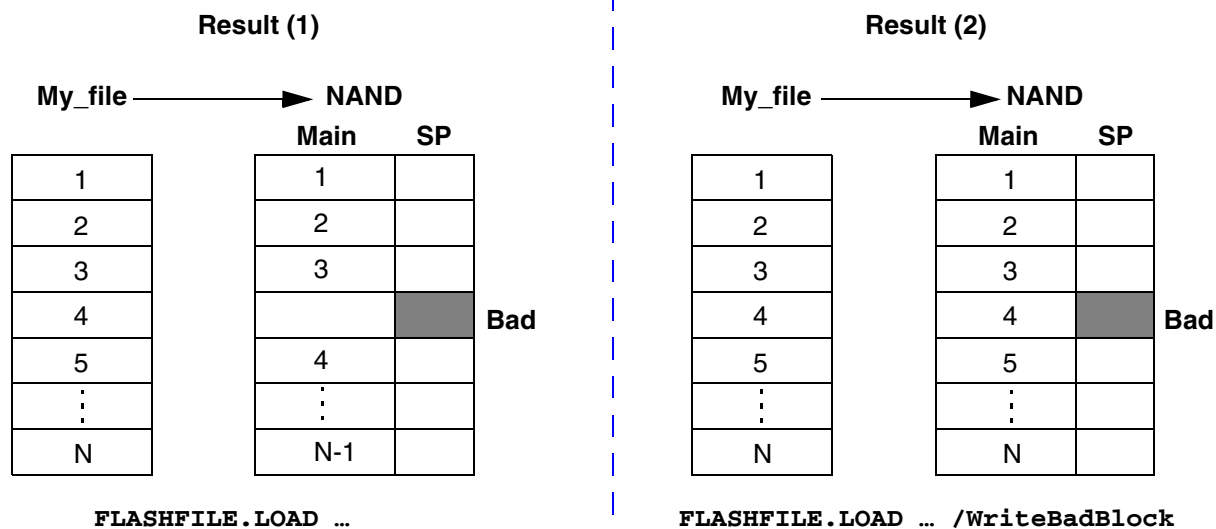 Result (1)
My_file NAND
Main SP
1 1
2 2
3 3
4 Bad
5 4
N N-1
FLASHFILE.LOAD …
Result (2)
My_file NAND
Main SP
1 1
2 2
3 3
4 4 Bad
5 5
N N
FLASHFILE.LOAD … /WriteBadBlock